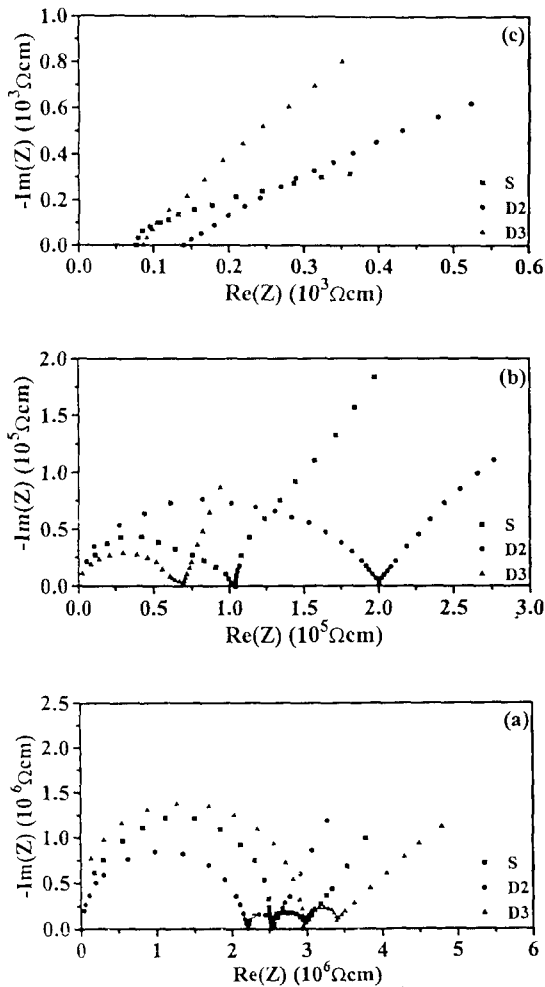 1.0
(c)
0.8
0.6
0.4
0.2
0.0
-Im(Z) (10³Ωcm)
S
D2
D3
0.0 0.1 0.2 0.3 0.4 0.5 0.6
Re(Z) (10³Ωcm)
2.0
(b)
1.5
1.0
0.5
0.0
-Im(Z) (10⁵Ωcm)
S
D2
D3
0.0 0.5 1.0 1.5 2.0 2.5 3.0
Re(Z) (10⁵Ωcm)
2.5
(a)
2.0
1.5
1.0
0.5
0.0
-Im(Z) (10⁶Ωcm)
S
D2
D3
0 1 2 3 4 5 6
Re(Z) (10⁶Ωcm)